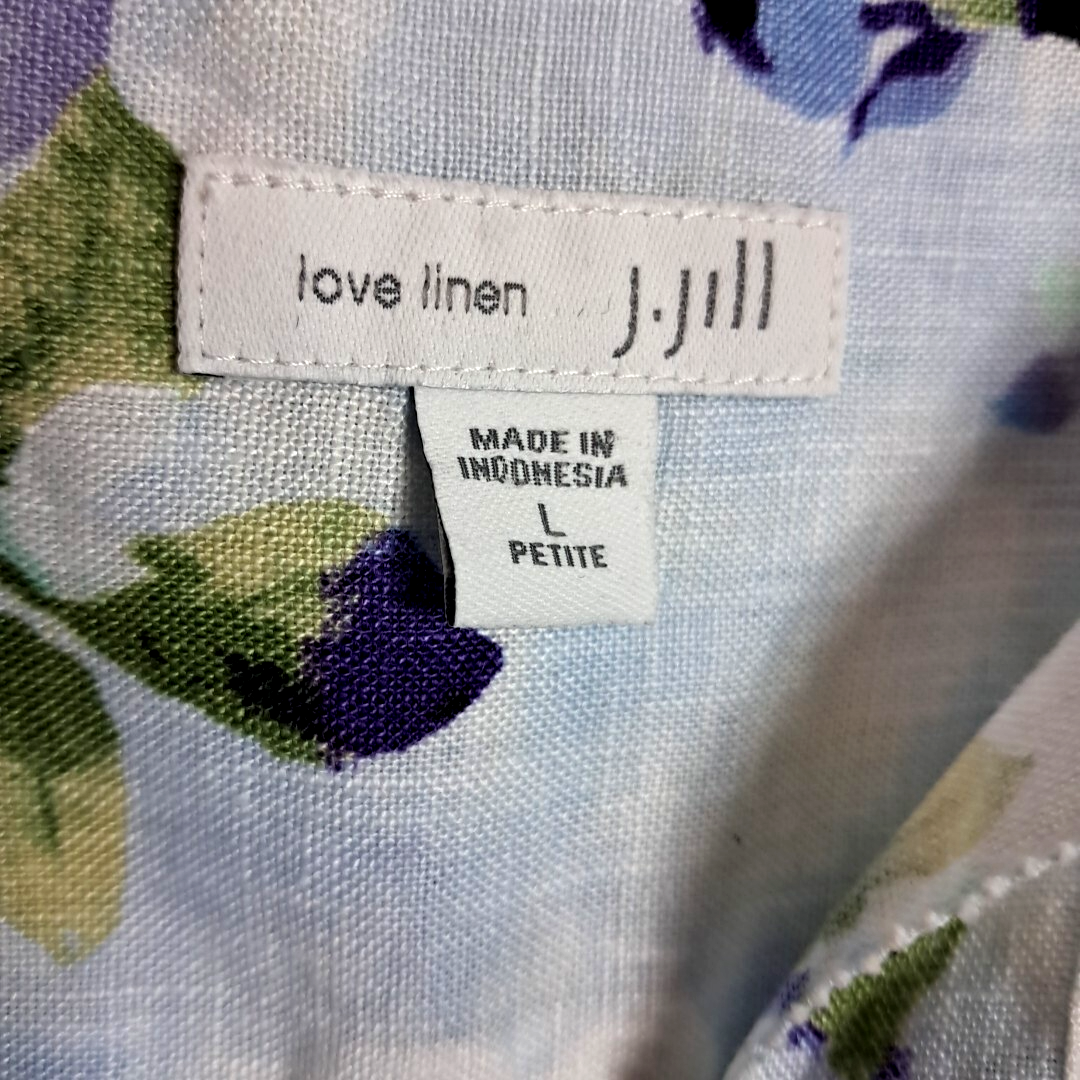 love linen J.Jill
MADE IN
INDONESIA
L
PETITE